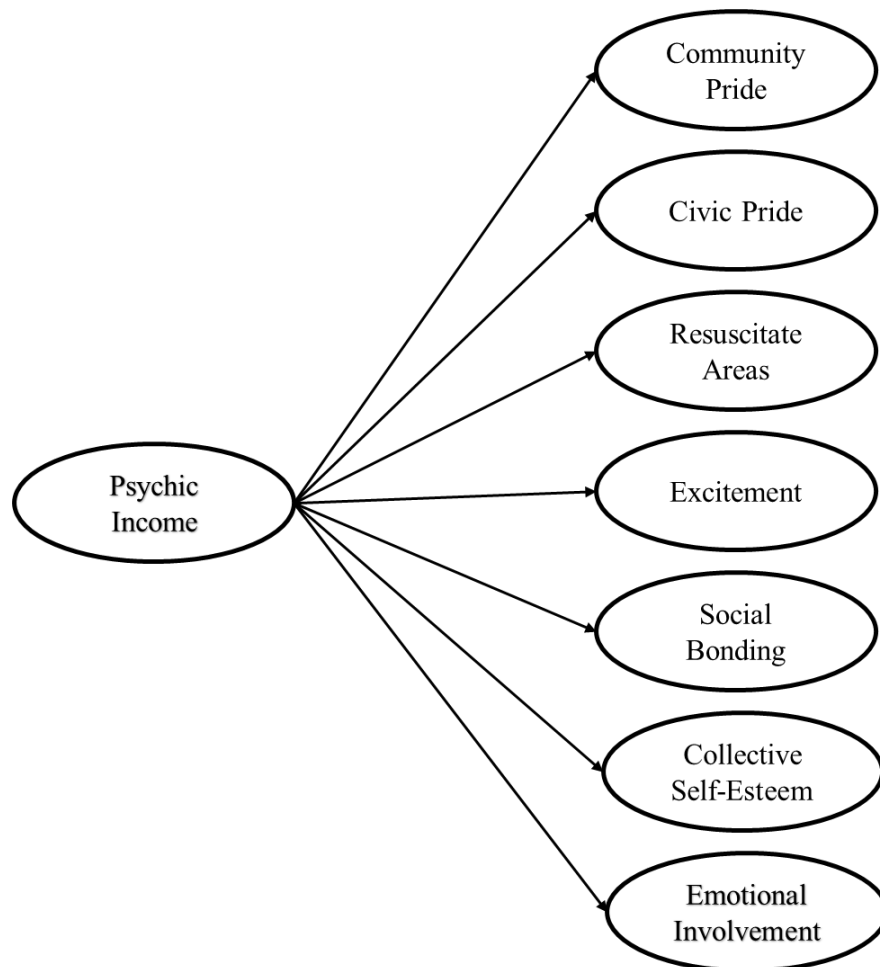 Community
Pride
Civic Pride
Resuscitate
Areas
Excitement
Psychic
Income
Social
Bonding
Collective
Self-Esteem
Emotional
Involvement